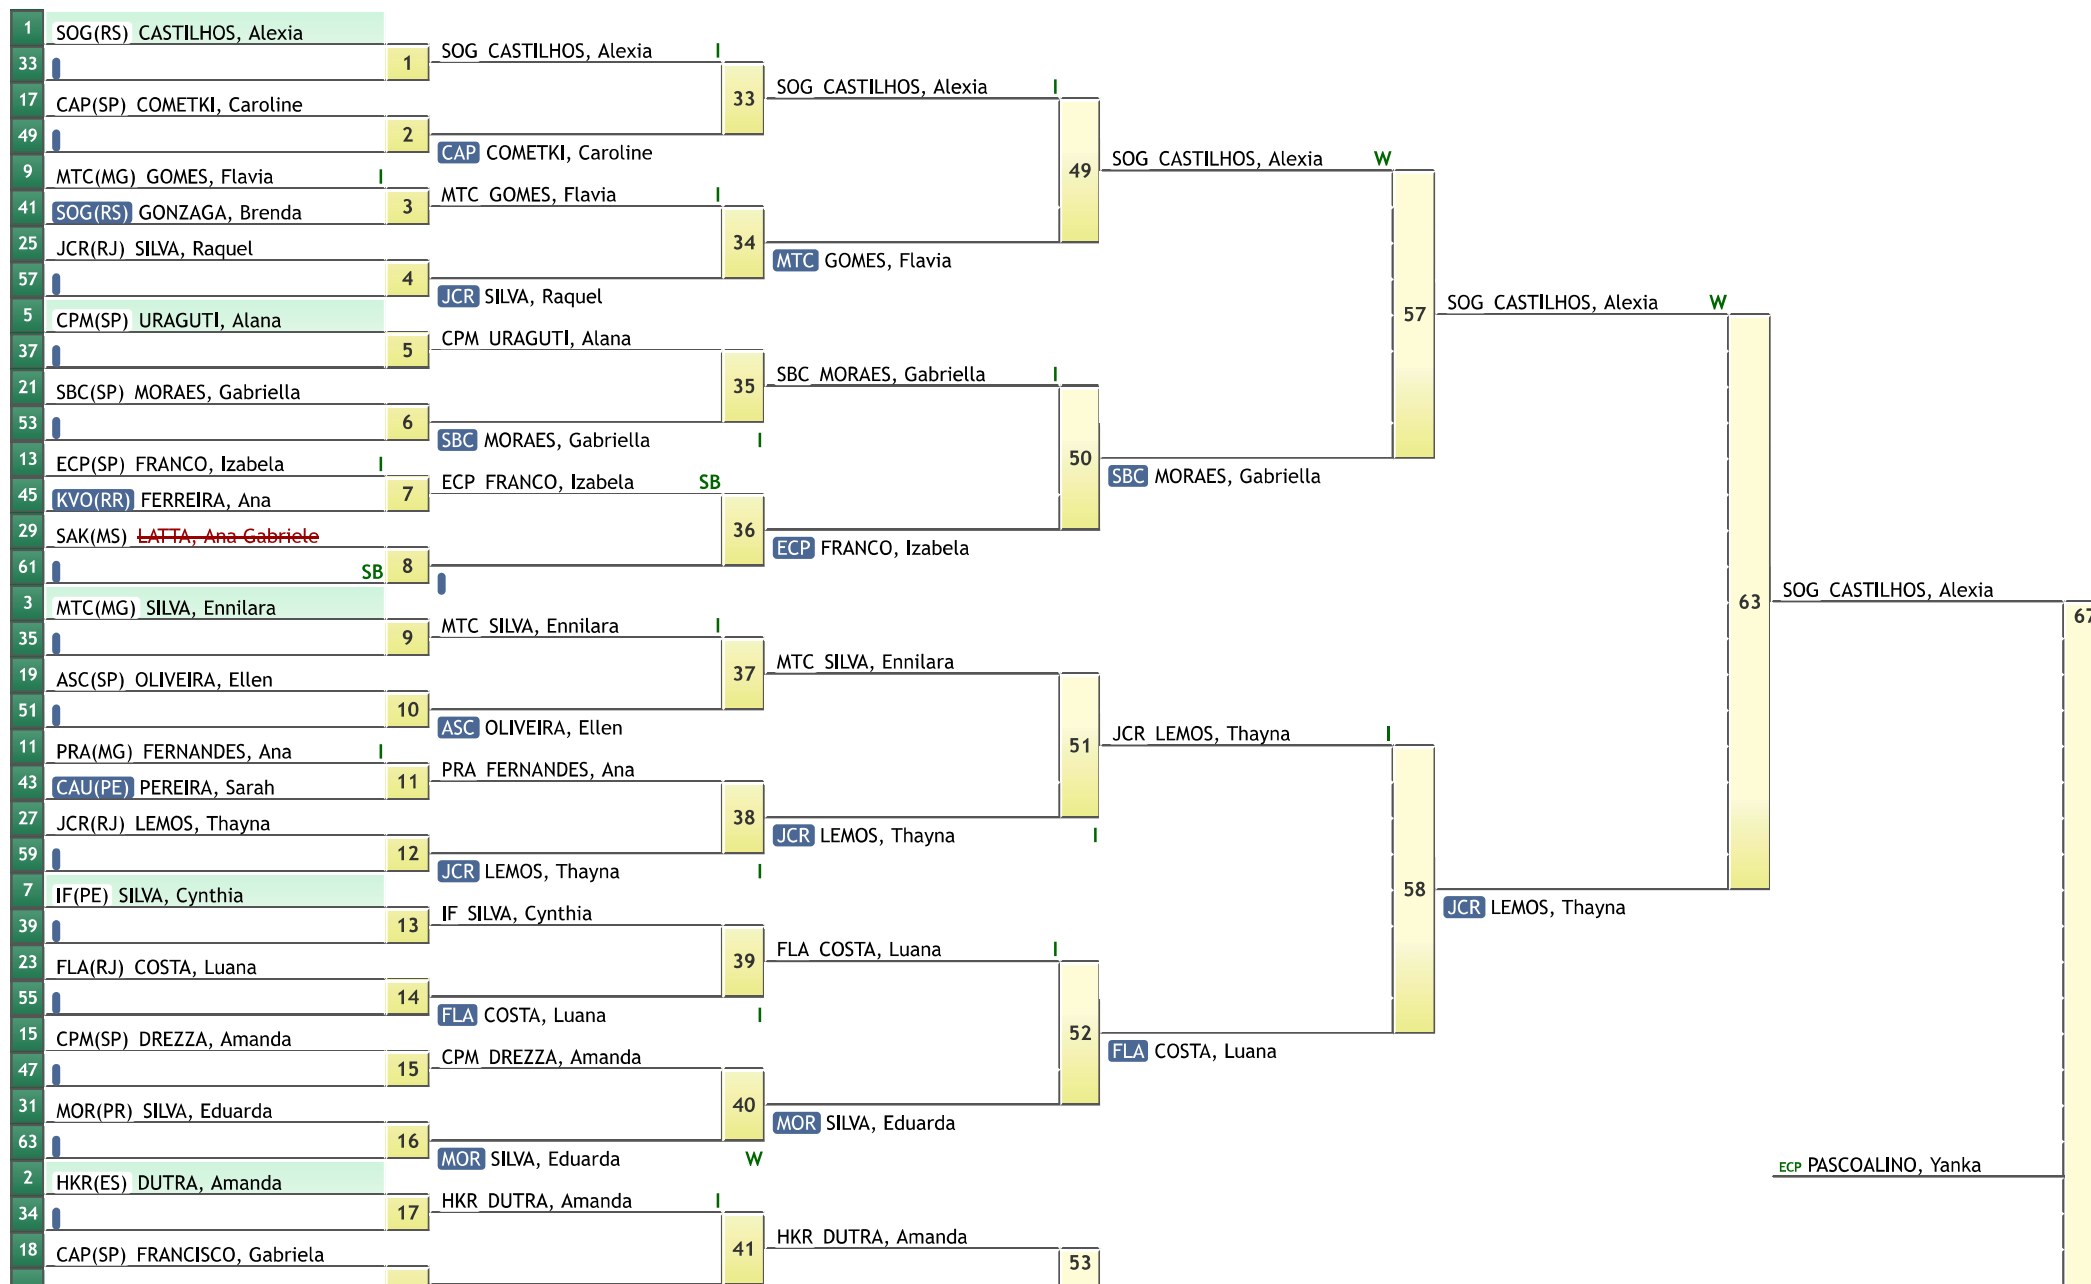 1 SOG(RS) CASTILHOS, Alexia
SOG CASTILHOS, Alexia I
33 1
SOG CASTILHOS, Alexia I
17 CAP(SP) COMETKI, Caroline 33
49 2
CAP COMETKI, Caroline
SOG CASTILHOS, Alexia W
9 MTC(MG) GOMES, Flavia I 49
MTC GOMES, Flavia I
41 SOG(RS) GONZAGA, Brenda 3
25 JCR(RJ) SILVA, Raquel 34
MTC GOMES, Flavia
57 4
JCR SILVA, Raquel
SOG CASTILHOS, Alexia W
5 CPM(SP) URAGUTI, Alana 57
CPM URAGUTI, Alana
37 5
SBC MORAES, Gabriella I
21 SBC(SP) MORAES, Gabriella 35
53 6
SBC MORAES, Gabriella I
13 ECP(SP) FRANCO, Izabela I 50
SBC MORAES, Gabriella
ECP FRANCO, Izabela SB
45 KVO(RR) FERREIRA, Ana 7
29 SAK(MS) LATTA, Ana Gabriele 36
ECP FRANCO, Izabela
61 SB 8
SOG CASTILHOS, Alexia
3 MTC(MG) SILVA, Ennilara 63 67
MTC SILVA, Ennilara I
35 9
MTC SILVA, Ennilara
19 ASC(SP) OLIVEIRA, Ellen 37
51 10
ASC OLIVEIRA, Ellen
JCR LEMOS, Thayna I
11 PRA(MG) FERNANDES, Ana I 51
PRA FERNANDES, Ana
43 CAU(PE) PEREIRA, Sarah 11
27 JCR(RJ) LEMOS, Thayna 38
JCR LEMOS, Thayna I
59 12
JCR LEMOS, Thayna I
7 IF(PE) SILVA, Cynthia 58
JCR LEMOS, Thayna
IF SILVA, Cynthia
39 13
FLA COSTA, Luana I
23 FLA(RJ) COSTA, Luana 39
55 14
FLA COSTA, Luana I
15 CPM(SP) DREZZA, Amanda 52
FLA COSTA, Luana
CPM DREZZA, Amanda
47 15
31 MOR(PR) SILVA, Eduarda 40
MOR SILVA, Eduarda
63 16
MOR SILVA, Eduarda W
ECP PASCOALINO, Yanka
2 HKR(ES) DUTRA, Amanda
HKR DUTRA, Amanda I
34 17
HKR DUTRA, Amanda
18 CAP(SP) FRANCISCO, Gabriela 41
53